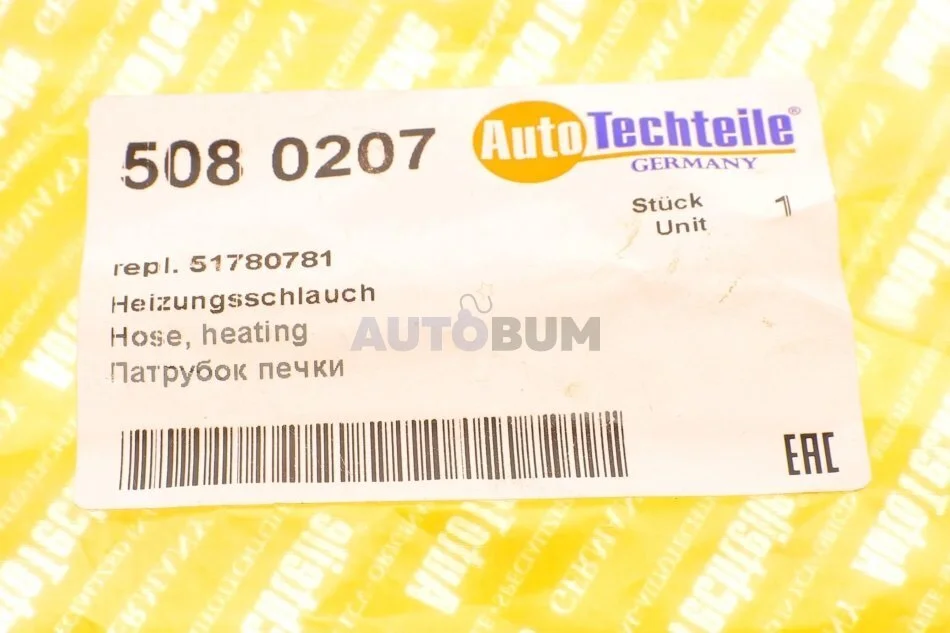 508 0207
AutoTechteile®
GERMANY
Stück 1
Unit
repl. 51780781
Heizungsschlauch
Hose, heating
Патрубок печки
AUTOBUM
EAC